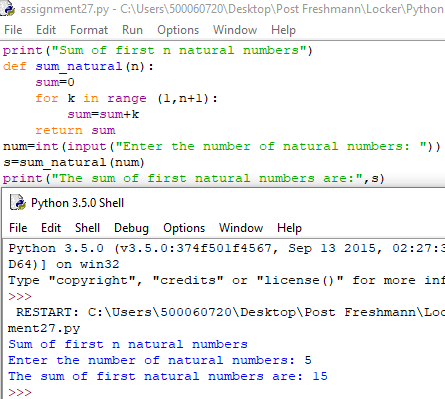 assignment27.py - C:\Users\500060720\Desktop\Post Freshmann\Locker\Python
File Edit Format Run Options Window Help
print("Sum of first n natural numbers")
def sum_natural(n):
    sum=0
    for k in range (1,n+1):
        sum=sum+k
    return sum
num=int(input("Enter the number of natural numbers: "))
s=sum_natural(num)
print("The sum of first natural numbers are:",s)
Python 3.5.0 Shell
File Edit Shell Debug Options Window Help
Python 3.5.0 (v3.5.0:374f501f4567, Sep 13 2015, 02:27:3
D64)] on win32
Type "copyright", "credits" or "license()" for more inf
>>>
 RESTART: C:\Users\500060720\Desktop\Post Freshmann\Loc
ment27.py
Sum of first n natural numbers
Enter the number of natural numbers: 5
The sum of first natural numbers are: 15
>>>